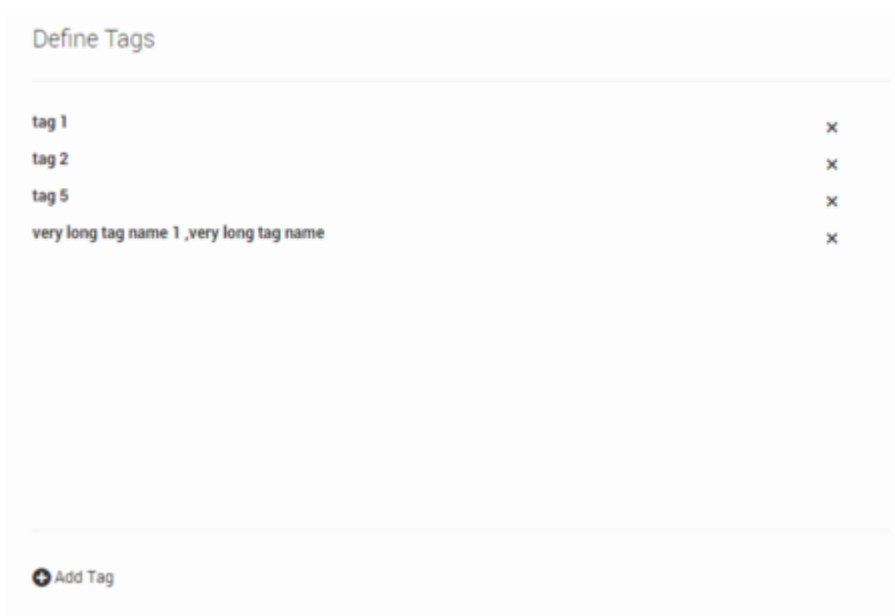 Define Tags
tag 1
tag 2
tag 5
very long tag name 1 ,very long tag name
Add Tag